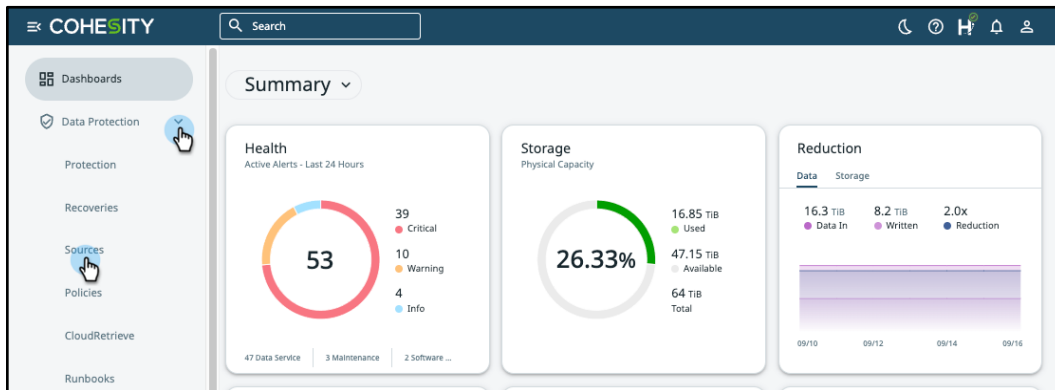 COHESITY
Search
Dashboards
Data Protection
Protection
Recoveries
Sources
Policies
CloudRetrieve
Runbooks
Summary
Health
Active Alerts - Last 24 Hours
53
39
Critical
10
Warning
4
Info
47 Data Service
3 Maintenance
2 Software ...
Storage
Physical Capacity
26.33%
16.85 TiB
Used
47.15 TiB
Available
64 TiB
Total
Reduction
Data Storage
16.3 TiB 8.2 TiB 2.0x
Data In Written Reduction
09/10 09/12 09/14 09/16